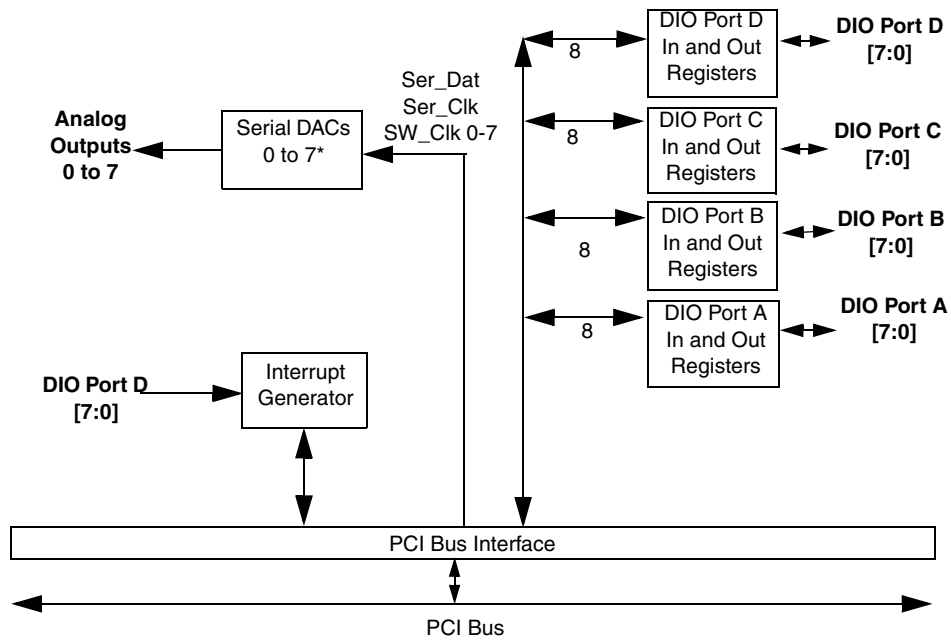 Analog
Outputs
0 to 7
Serial DACs
0 to 7*
Ser_Dat
Ser_Clk
SW_Clk 0-7
8
DIO Port D
In and Out
Registers
DIO Port D
[7:0]
8
DIO Port C
In and Out
Registers
DIO Port C
[7:0]
8
DIO Port B
In and Out
Registers
DIO Port B
[7:0]
8
DIO Port A
In and Out
Registers
DIO Port A
[7:0]
DIO Port D
[7:0]
Interrupt
Generator
PCI Bus Interface
PCI Bus